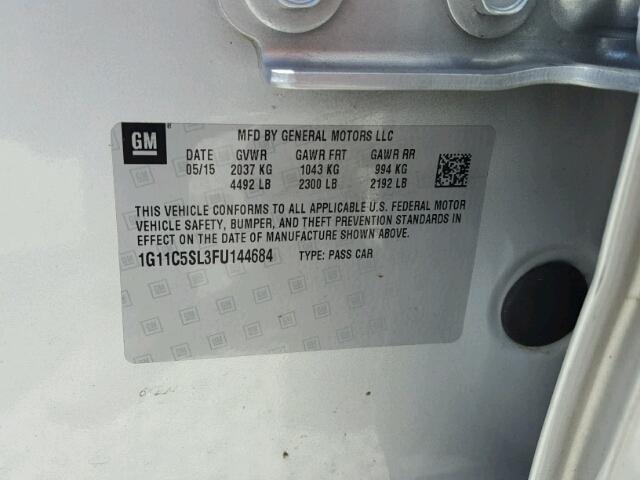 GM ® MFD BY GENERAL MOTORS LLC
DATE GVWR GAWR FRT GAWR RR
05/15 2037 KG 1043 KG 994 KG
4492 LB 2300 LB 2192 LB
THIS VEHICLE CONFORMS TO ALL APPLICABLE U.S. FEDERAL MOTOR
VEHICLE SAFETY, BUMPER, AND THEFT PREVENTION STANDARDS IN
EFFECT ON THE DATE OF MANUFACTURE SHOWN ABOVE.
1G11C5SL3FU144684 TYPE: PASS CAR